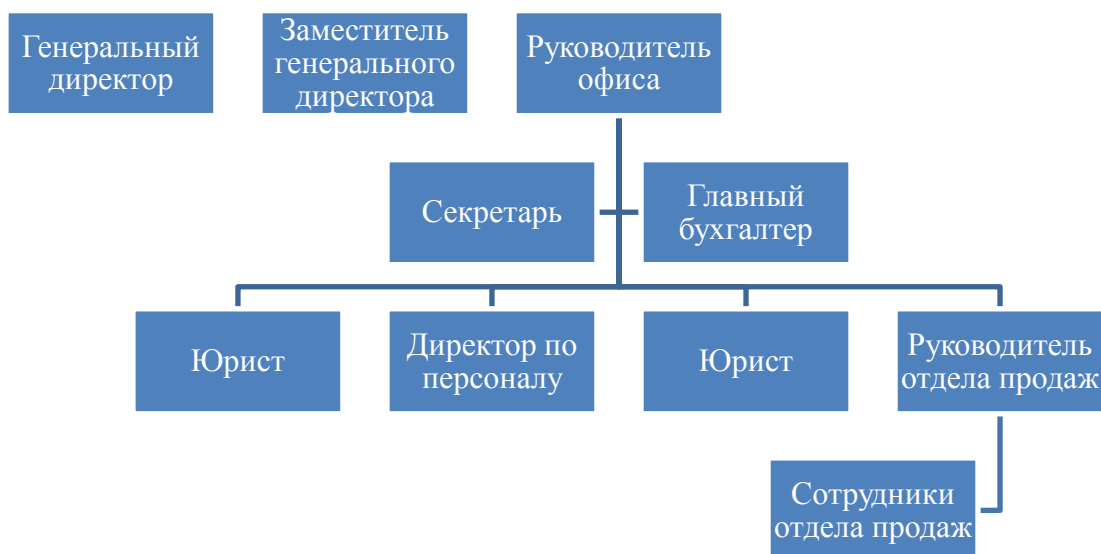 Генеральный
директор
Заместитель
генерального
директора
Руководитель
офиса
Секретарь
Главный
бухгалтер
Юрист
Директор по
персоналу
Юрист
Руководитель
отдела продаж
Сотрудники
отдела продаж